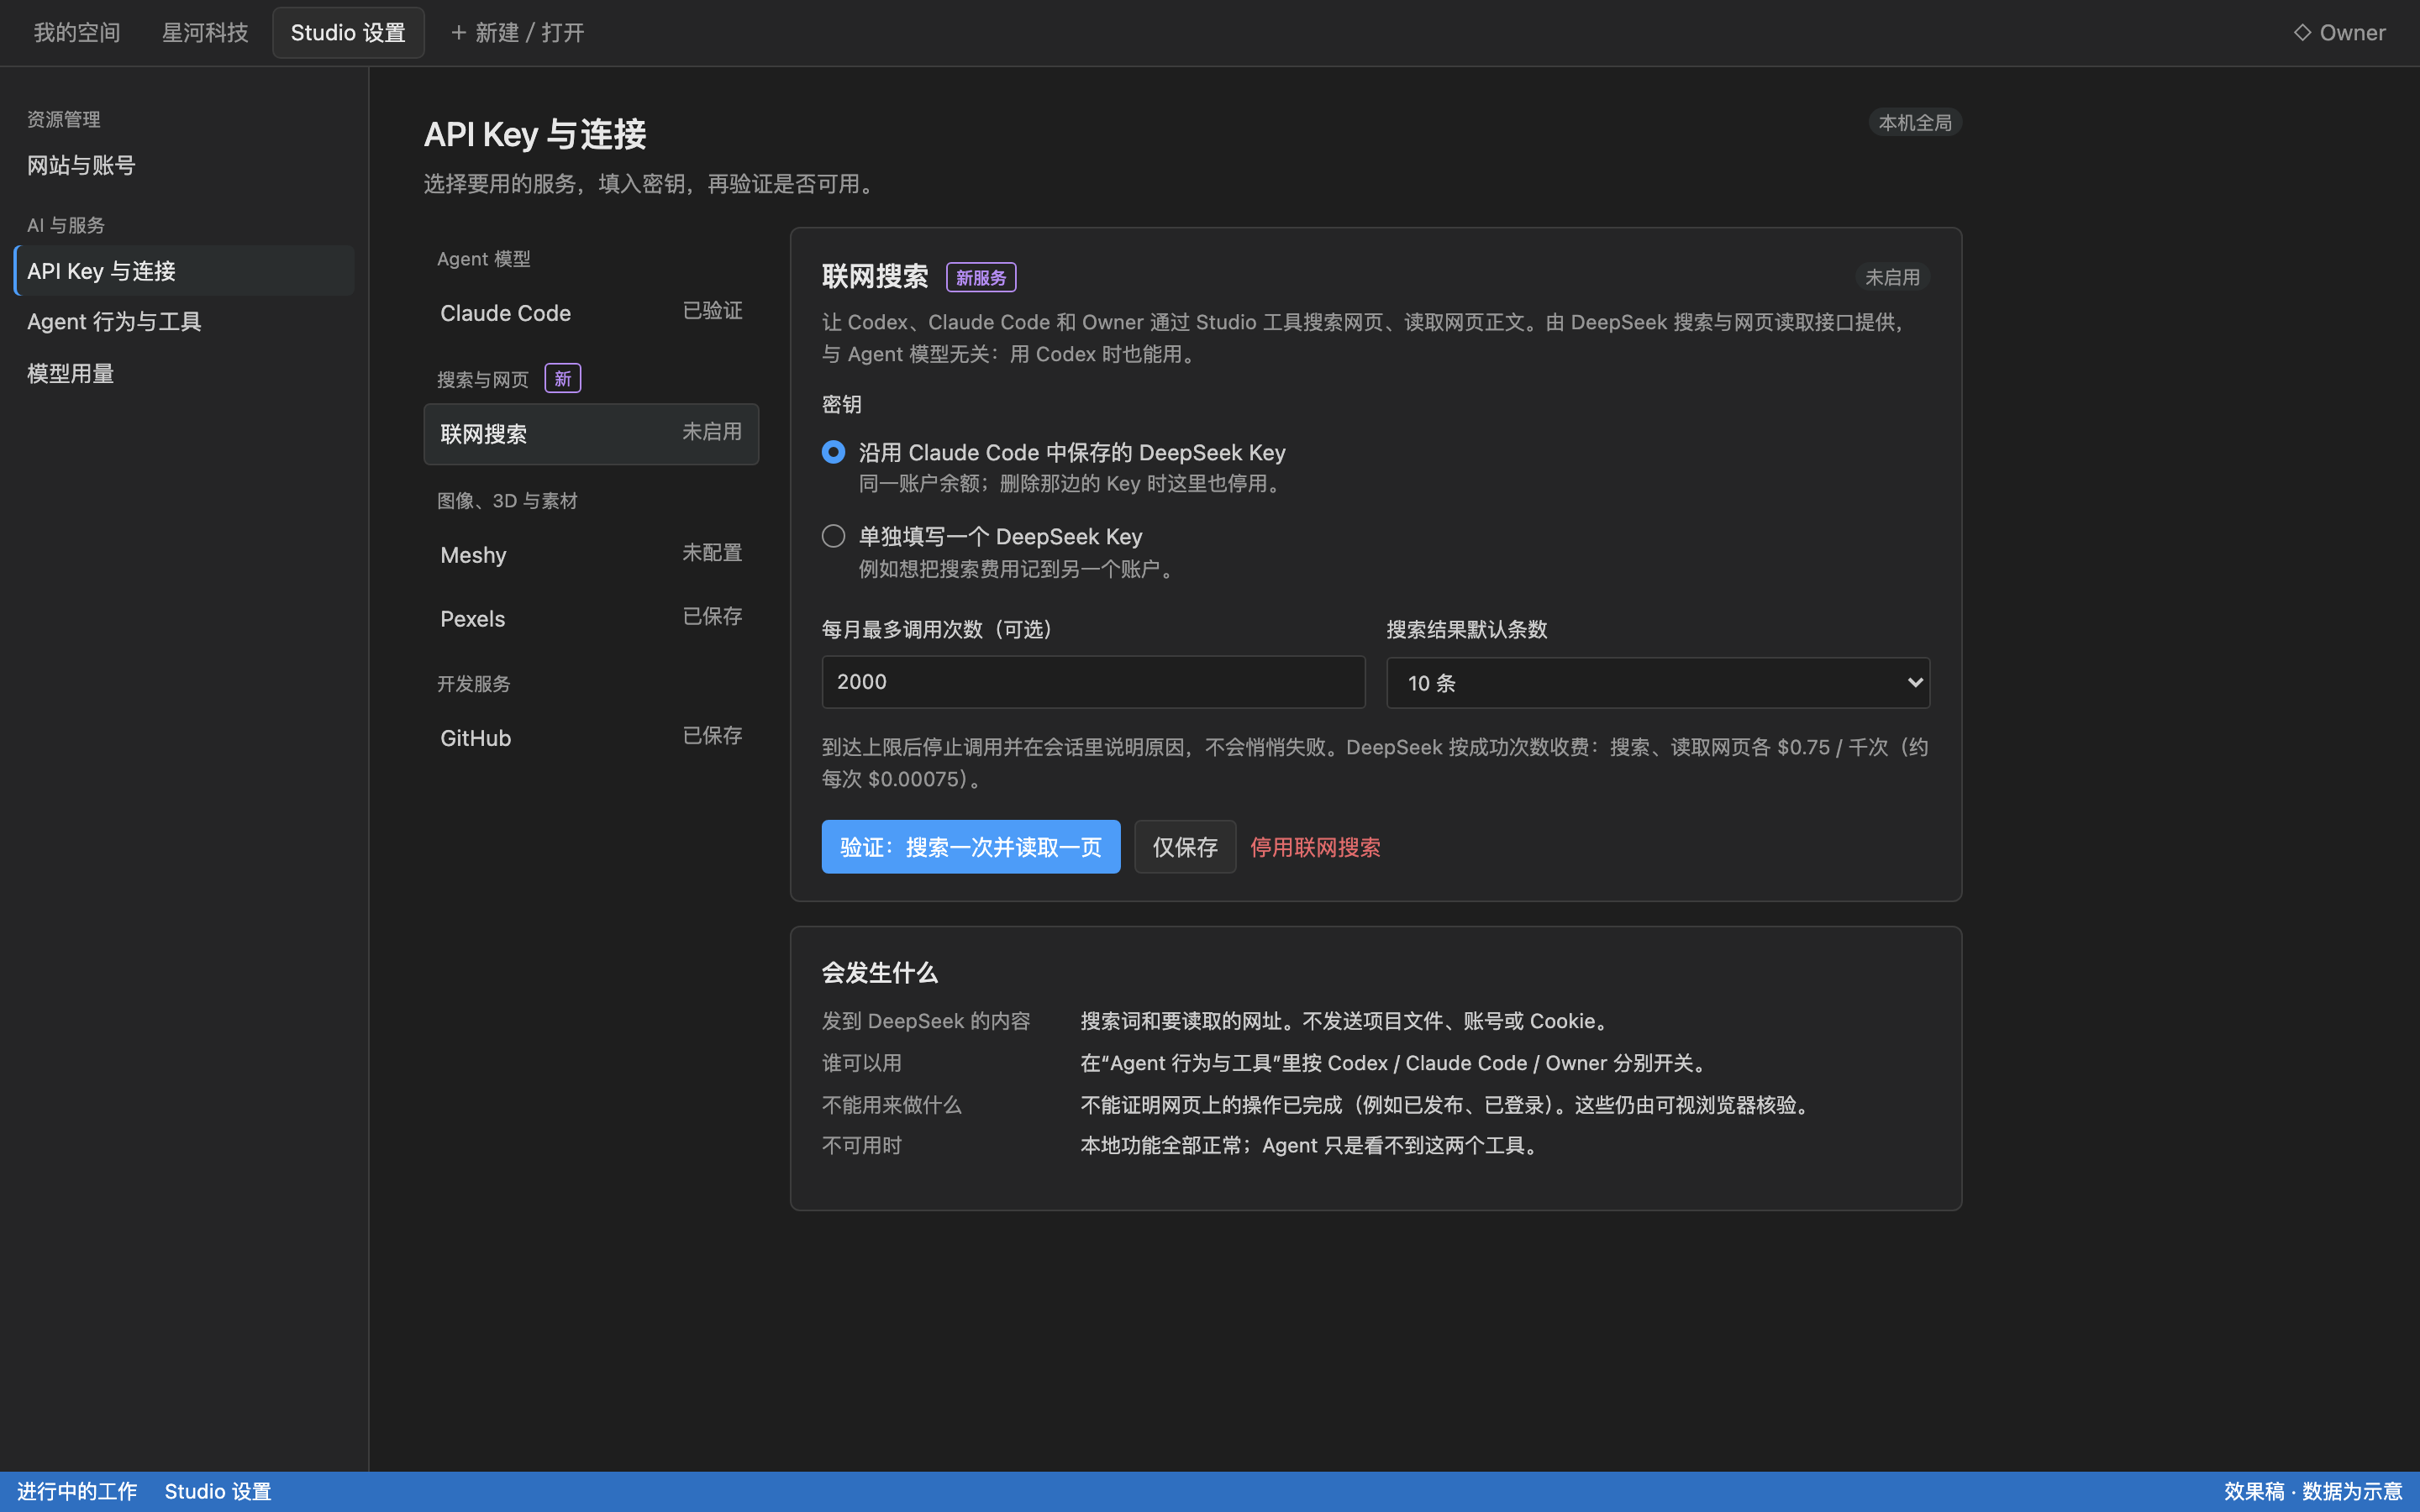 我的空间
星河科技
Studio 设置
+ 新建 / 打开
◇ Owner
资源管理
网站与账号
AI 与服务
API Key 与连接
Agent 行为与工具
模型用量
API Key 与连接
本机全局
选择要用的服务，填入密钥，再验证是否可用。
Agent 模型
Claude Code 已验证
搜索与网页 新
联网搜索 未启用
图像、3D 与素材
Meshy 未配置
Pexels 已保存
开发服务
GitHub 已保存
联网搜索 新服务 未启用
让 Codex、Claude Code 和 Owner 通过 Studio 工具搜索网页、读取网页正文。由 DeepSeek 搜索与网页读取接口提供，
与 Agent 模型无关：用 Codex 时也能用。
密钥
沿用 Claude Code 中保存的 DeepSeek Key
同一账户余额；删除那边的 Key 时这里也停用。
单独填写一个 DeepSeek Key
例如想把搜索费用记到另一个账户。
每月最多调用次数（可选） 搜索结果默认条数
2000 10 条
到达上限后停止调用并在会话里说明原因，不会悄悄失败。DeepSeek 按成功次数收费：搜索、读取网页各 $0.75 / 千次（约
每次 $0.00075）。
验证：搜索一次并读取一页 仅保存 停用联网搜索
会发生什么
发到 DeepSeek 的内容 搜索词和要读取的网址。不发送项目文件、账号或 Cookie。
谁可以用 在“Agent 行为与工具”里按 Codex / Claude Code / Owner 分别开关。
不能用来做什么 不能证明网页上的操作已完成（例如已发布、已登录）。这些仍由可视浏览器核验。
不可用时 本地功能全部正常；Agent 只是看不到这两个工具。
进行中的工作 Studio 设置 效果稿 · 数据为示意